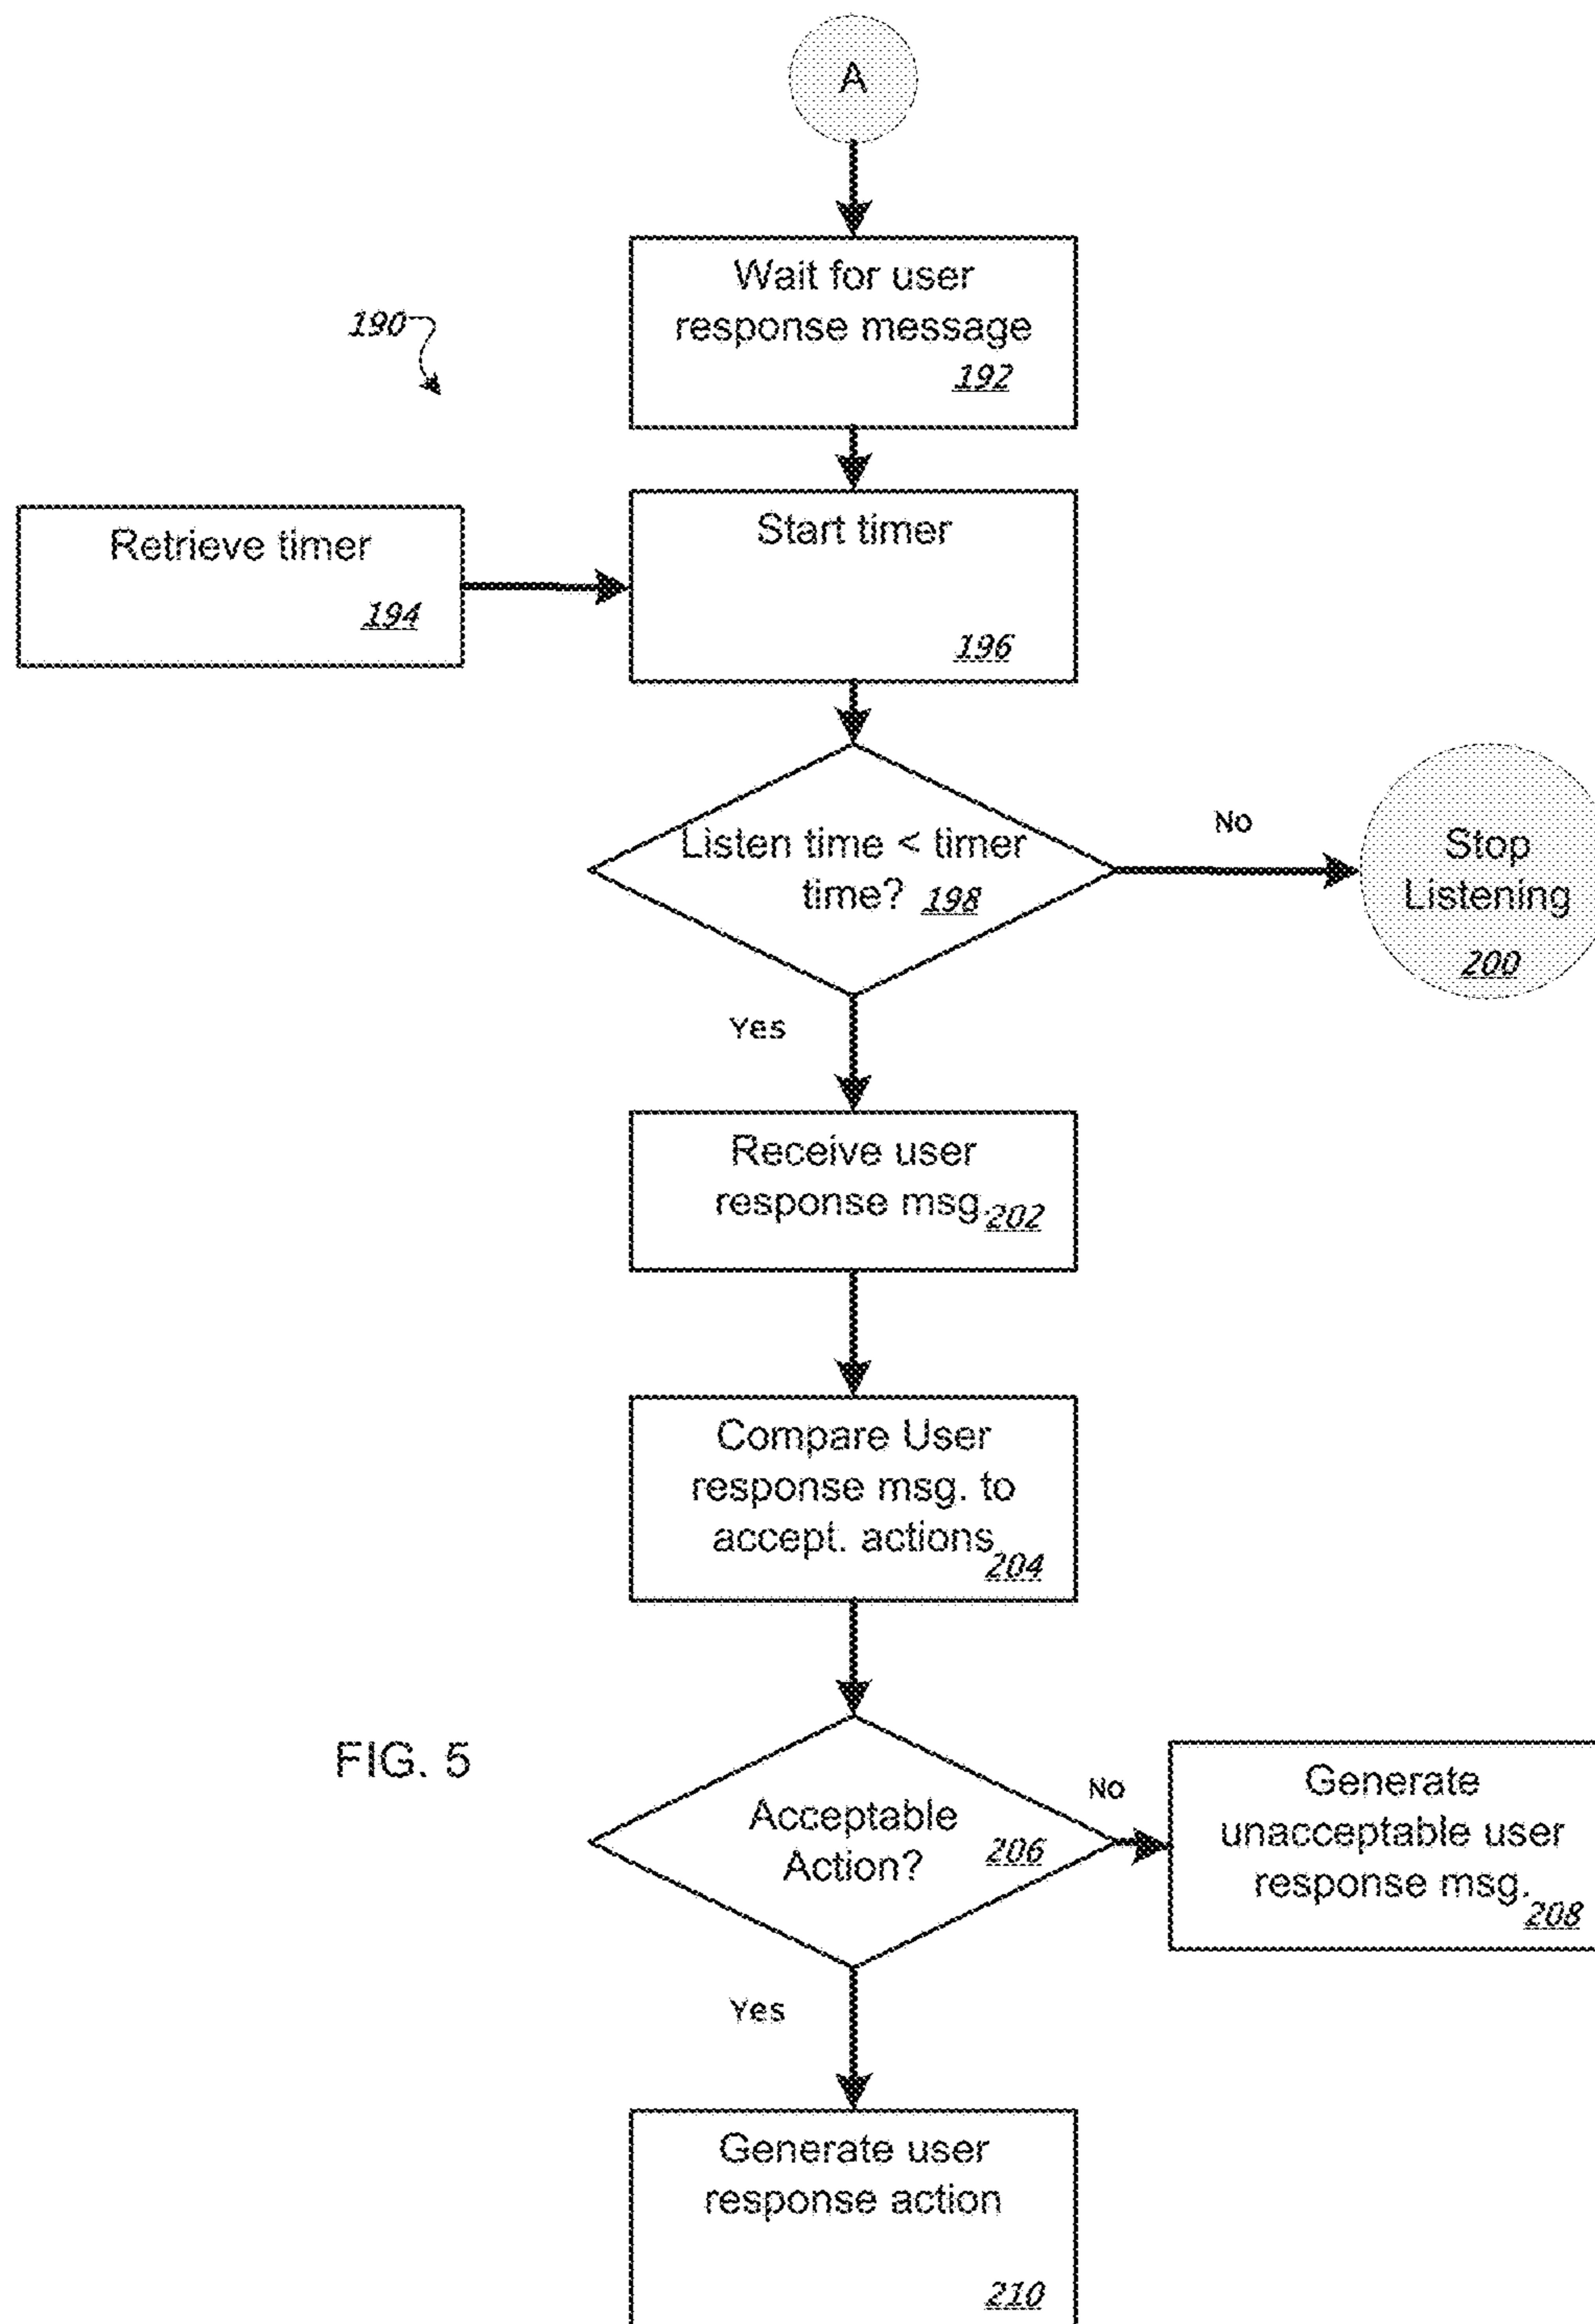 A
Wait for user
response message
192
190
Retrieve timer
194
Start timer
196
Listen time < timer
time? 198
No
Stop
Listening
200
Yes
Receive user
response msg.
202
Compare User
response msg. to
accept. actions
204
FIG. 5
Acceptable
Action?
206
No
Generate
unacceptable user
response msg.
208
Yes
Generate user
response action
210